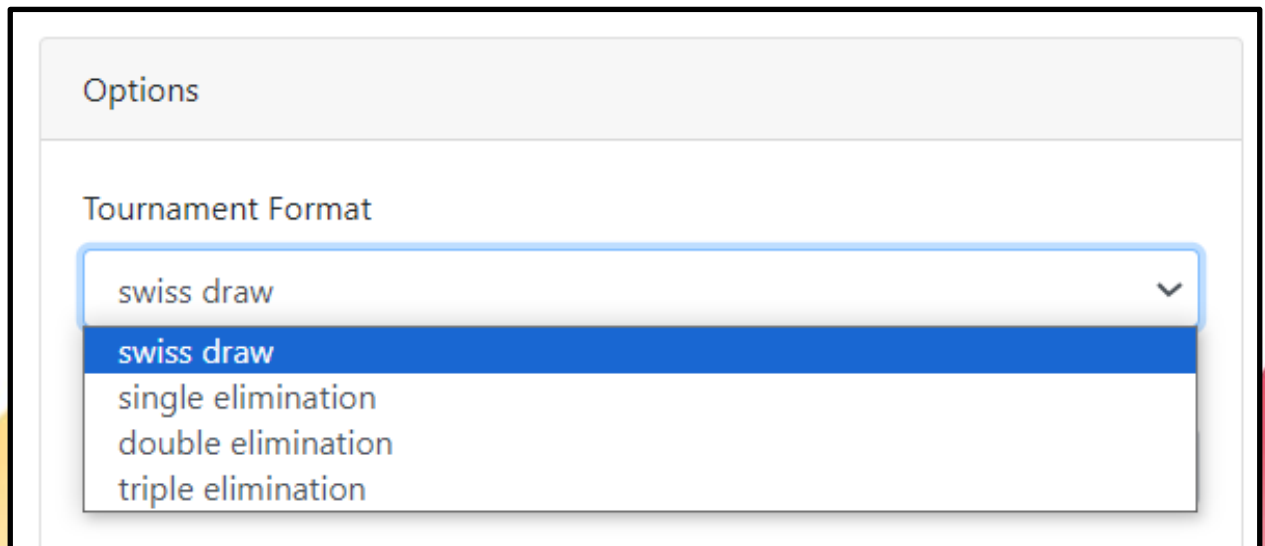 Options
Tournament Format
swiss draw
swiss draw
single elimination
double elimination
triple elimination